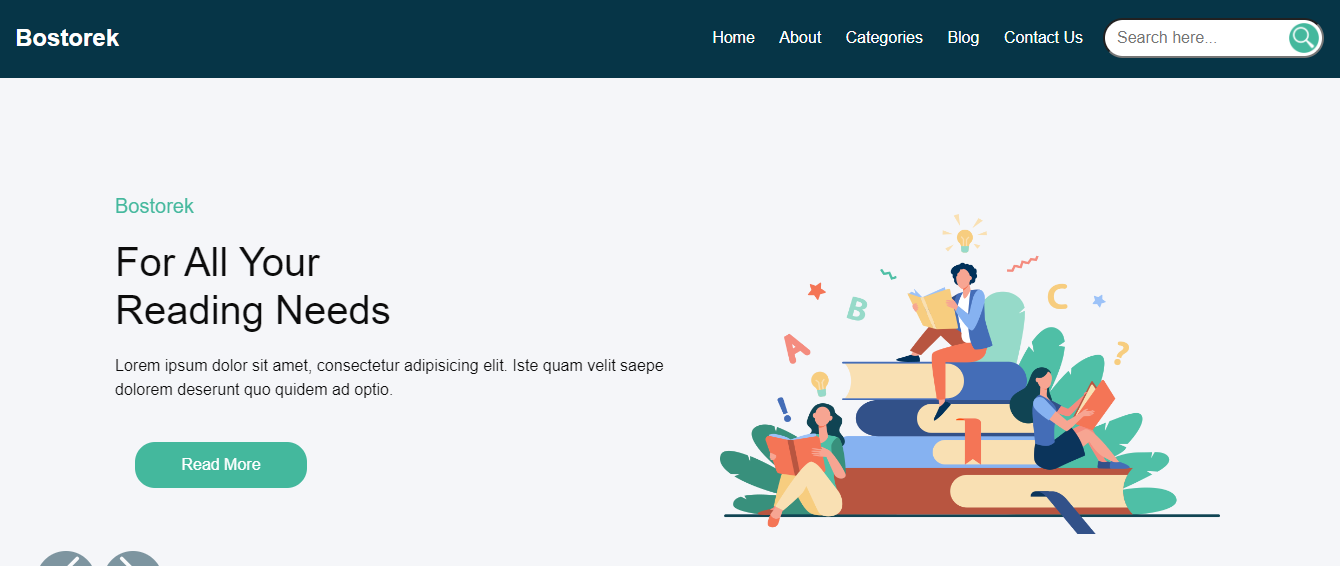 Bostorek
Home About Categories Blog Contact Us Search here...
Bostorek
For All Your
Reading Needs
Lorem ipsum dolor sit amet, consectetur adipisicing elit. Iste quam velit saepe
dolorem deserunt quo quidem ad optio.
Read More
A
B
C
?
!